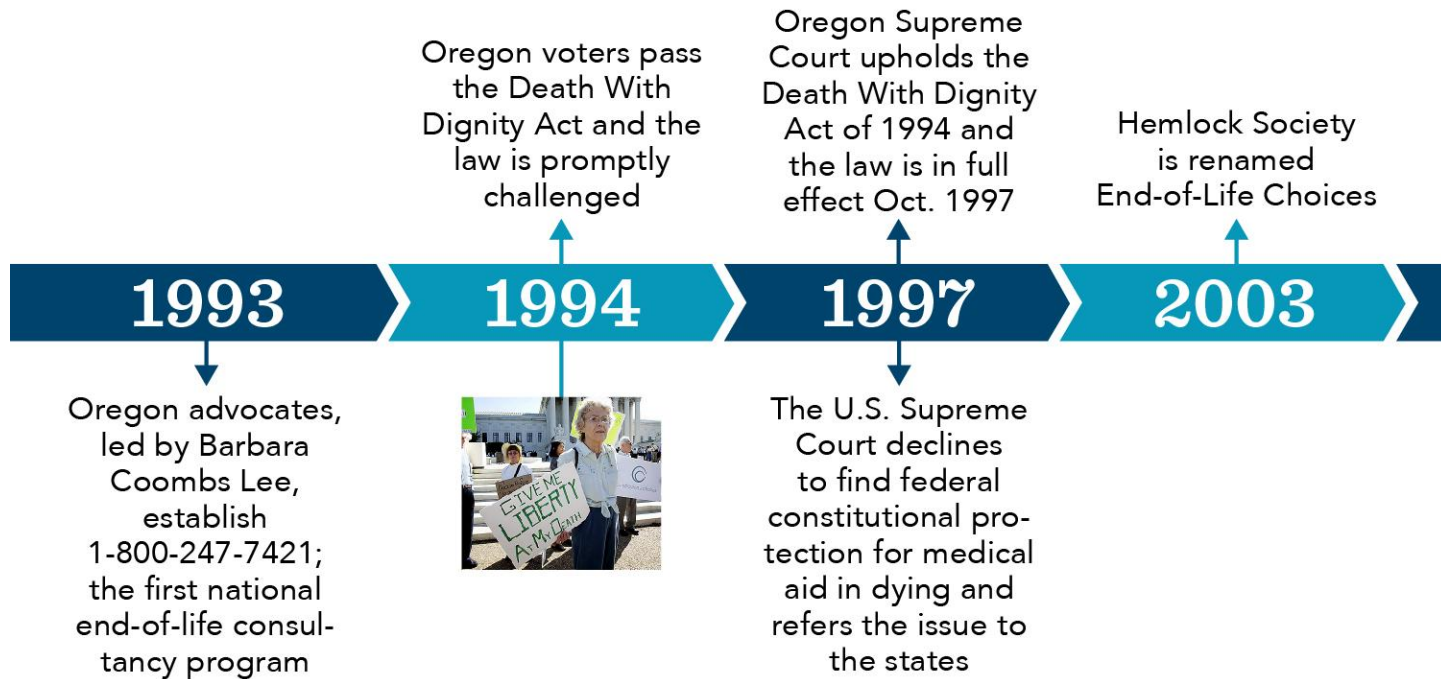 Oregon voters pass
the Death With
Dignity Act and the
law is promptly
challenged
Oregon Supreme
Court upholds the
Death With Dignity
Act of 1994 and
the law is in full
effect Oct. 1997
Hemlock Society
is renamed
End-of-Life Choices
1993
1994
1997
2003
Oregon advocates,
led by Barbara
Coombs Lee,
establish
1-800-247-7421;
the first national
end-of-life consul-
tancy program
GIVE ME
LIBERTY
AT MY DEATH
The U.S. Supreme
Court declines
to find federal
constitutional pro-
tection for medical
aid in dying and
refers the issue to
the states